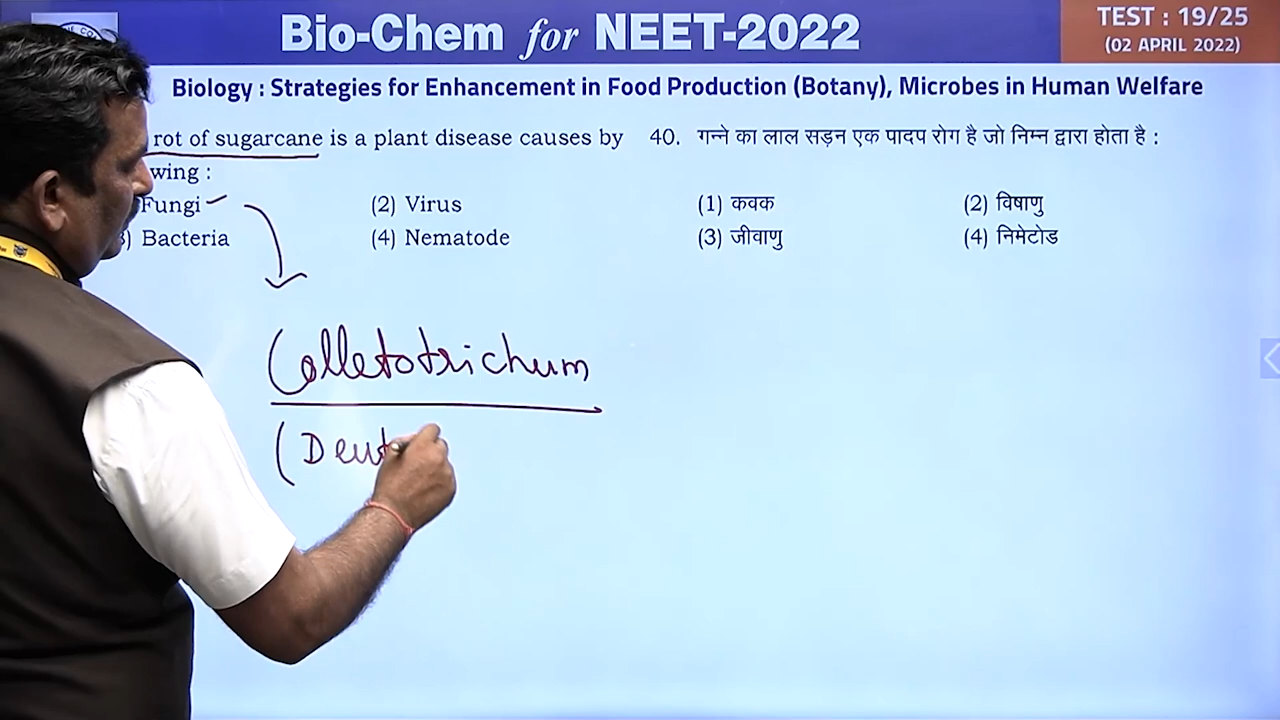 Bio-Chem for NEET-2022
TEST : 19/25
(02 APRIL 2022)
Biology : Strategies for Enhancement in Food Production (Botany), Microbes in Human Welfare
rot of sugarcane is a plant disease causes by
wing :
Fungi (2) Virus
Bacteria (4) Nematode
40. गन्ने का लाल सड़न एक पादप रोग है जो निम्न द्वारा होता है :
(1) कवक (2) विषाणु
(3) जीवाणु (4) निमेटोड
Colletotrichum
(Deut